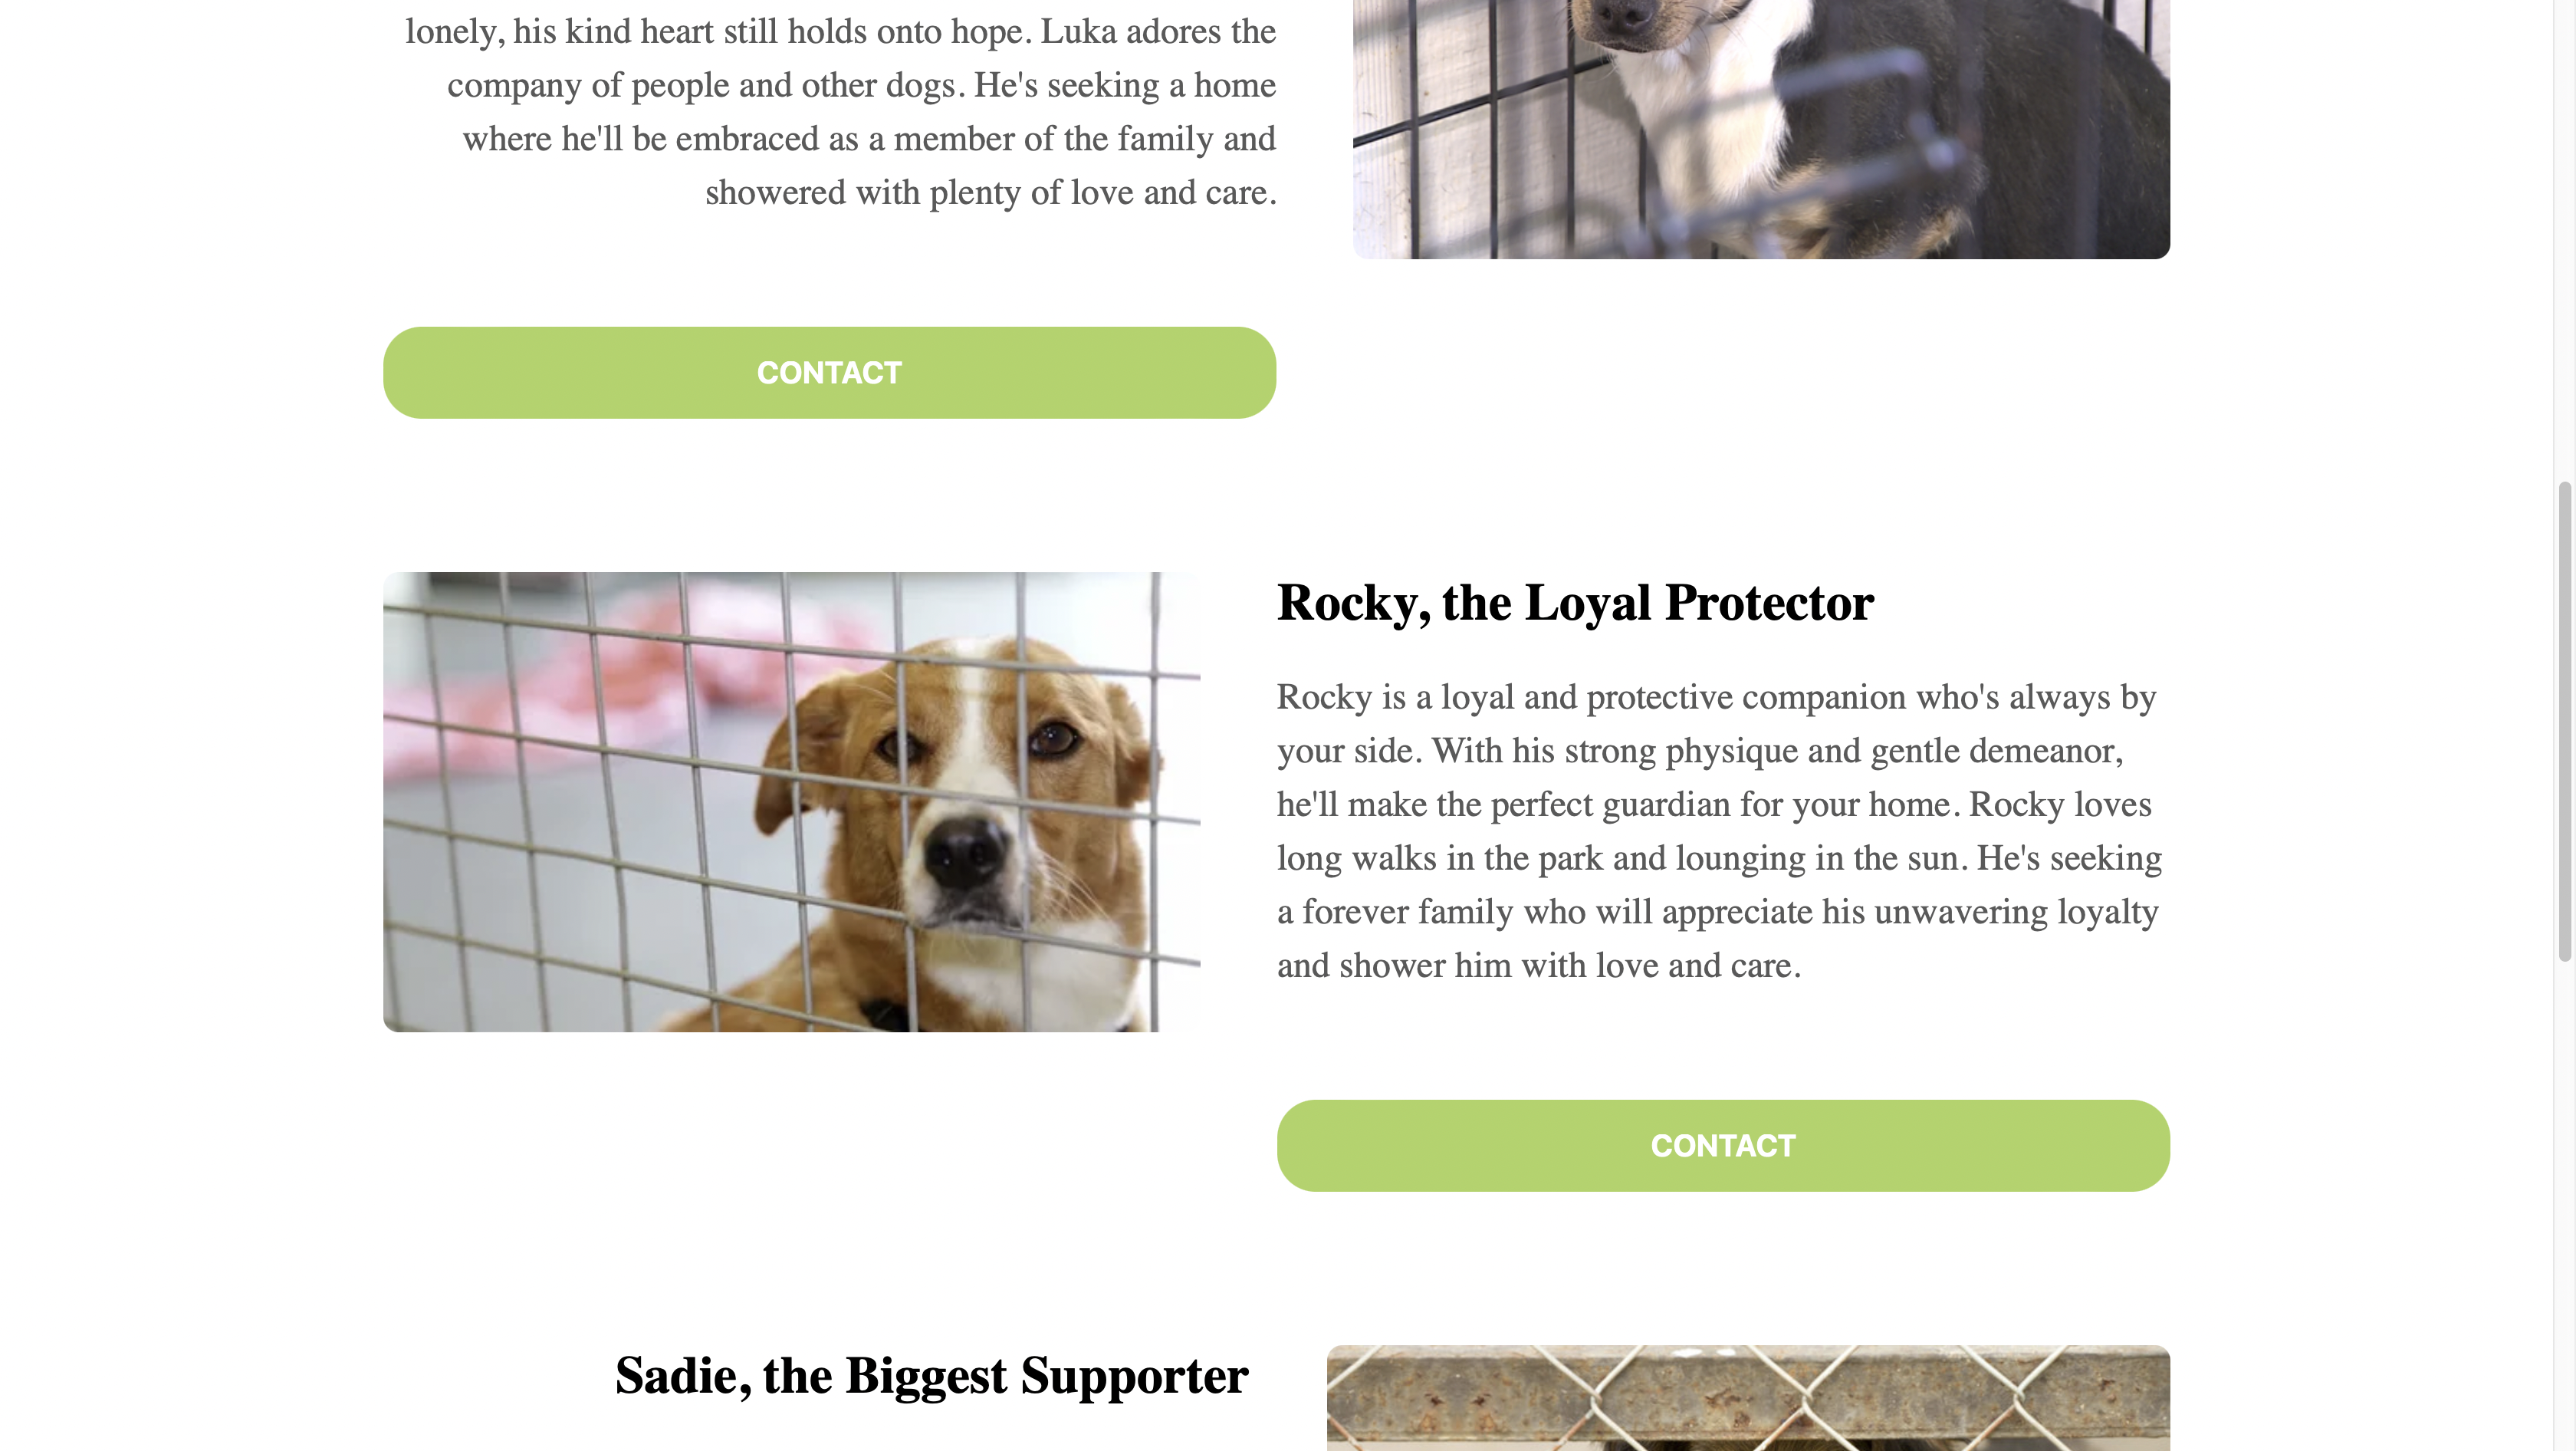 lonely, his kind heart still holds onto hope. Luka adores the
company of people and other dogs. He's seeking a home
where he'll be embraced as a member of the family and
showered with plenty of love and care.
CONTACT
Rocky, the Loyal Protector
Rocky is a loyal and protective companion who's always by
your side. With his strong physique and gentle demeanor,
he'll make the perfect guardian for your home. Rocky loves
long walks in the park and lounging in the sun. He's seeking
a forever family who will appreciate his unwavering loyalty
and shower him with love and care.
CONTACT
Sadie, the Biggest Supporter